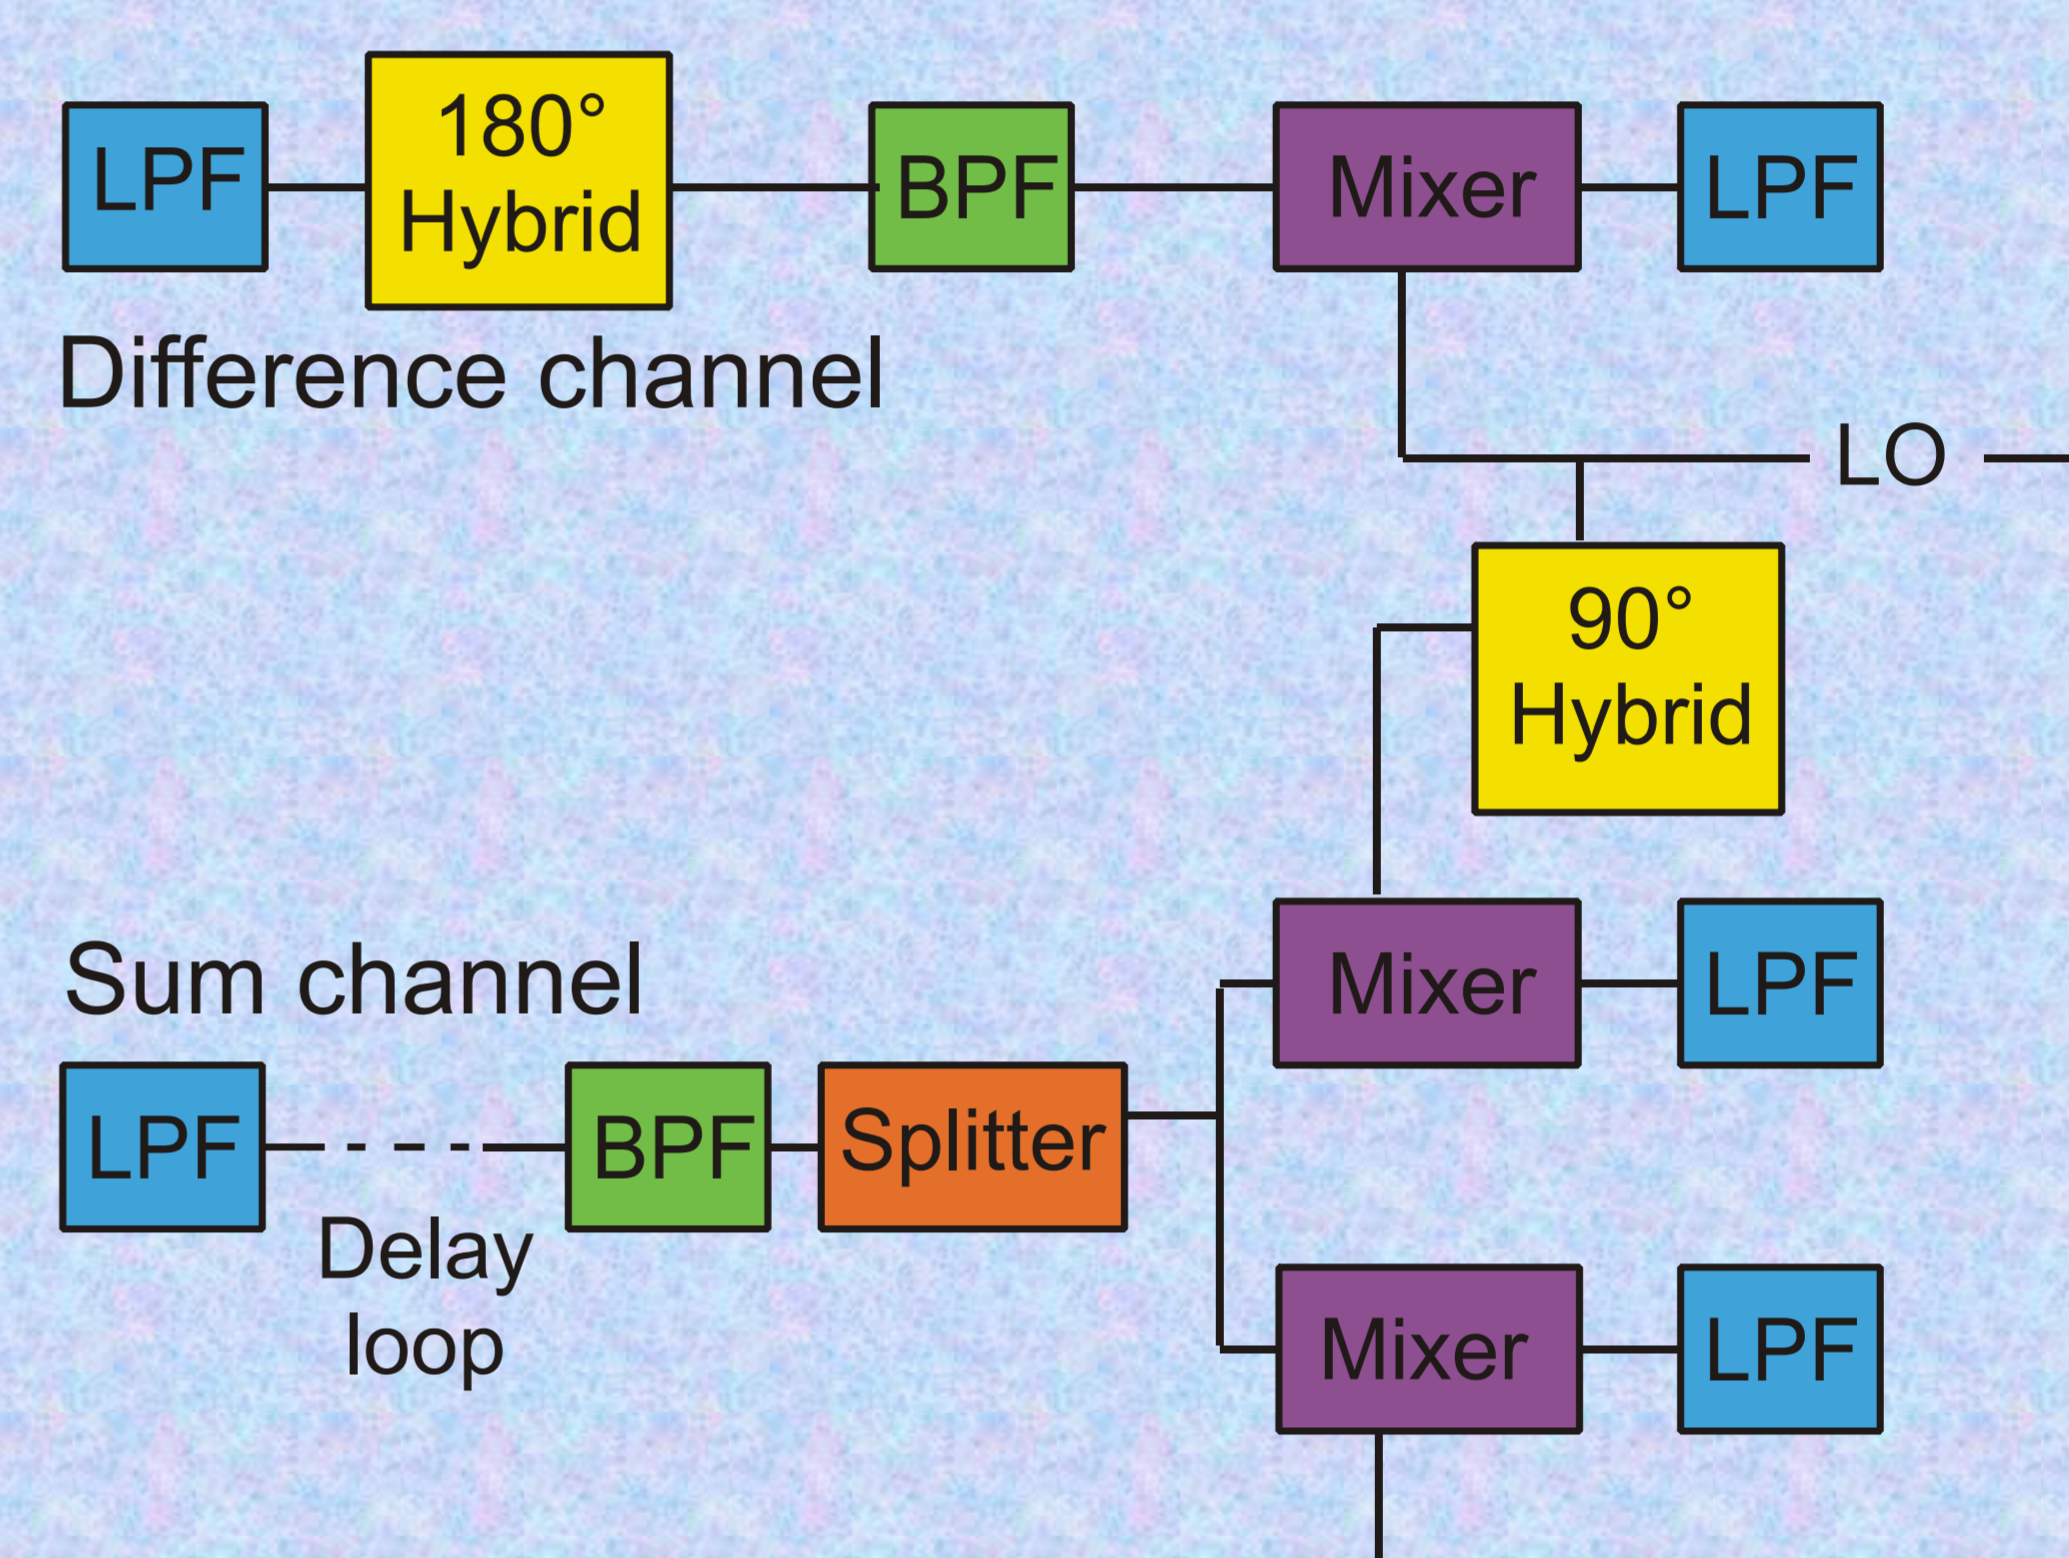 LPF
180°
Hybrid
BPF
Mixer
LPF
Difference channel
LO
90°
Hybrid
Sum channel
Mixer
LPF
LPF
BPF
Splitter
Delay
loop
Mixer
LPF